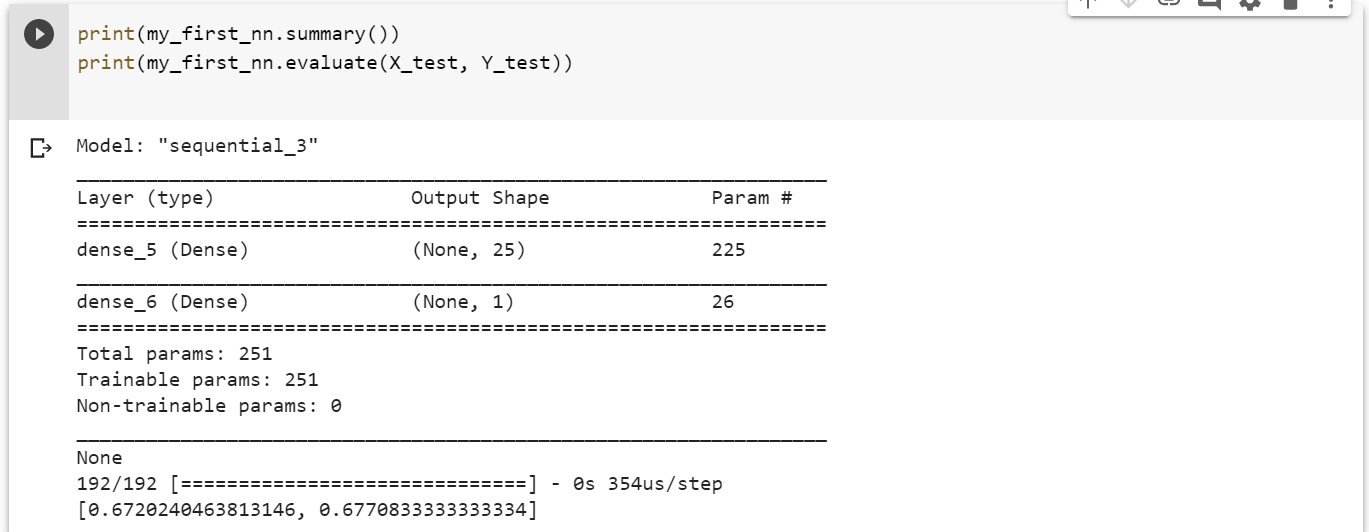 print(my_first_nn.summary())
print(my_first_nn.evaluate(X_test, Y_test))
Model: "sequential_3"
_________________________________________________________________
Layer (type)                 Output Shape              Param #
=================================================================
dense_5 (Dense)              (None, 25)                225
_________________________________________________________________
dense_6 (Dense)              (None, 1)                 26
=================================================================
Total params: 251
Trainable params: 251
Non-trainable params: 0
_________________________________________________________________
None
192/192 [==============================] - 0s 354us/step
[0.6720240463813146, 0.6770833333333334]